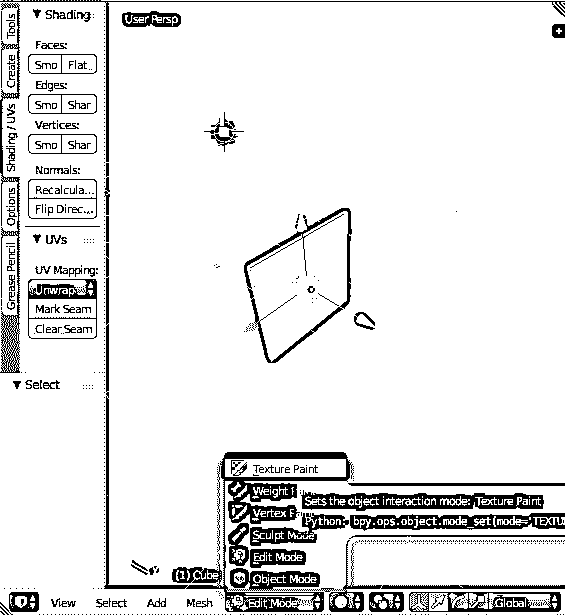 Tools
Create
Shading / UVs
Options
Grease Pencil
▼ Shading:
Faces:
Smo Flat
Edges:
Smo Shar
Vertices:
Smo Shar
Normals:
Recalcula...
Flip Direc...
▼ UVs
UV Mapping:
Unwrap
Mark Seam
Clear Seam
▼ Select
User Persp
Texture Paint
Weight P
Sets the object interaction mode: Texture Paint
Vertex P
Python: bpy.ops.object.mode_set(mode='TEXTU
Sculpt Mode
Edit Mode
Object Mode
(1) Cube
View Select Add Mesh Edit Mode Global